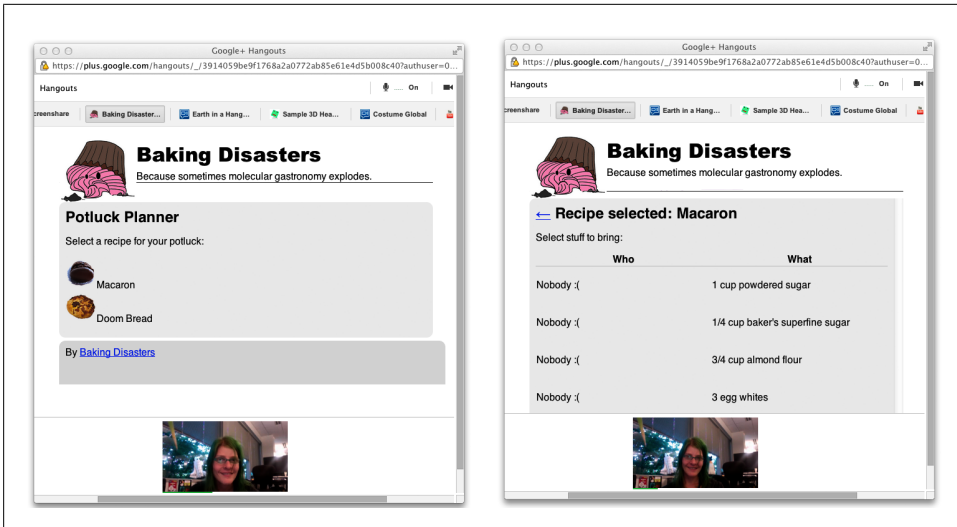 Google+ Hangouts
https://plus.google.com/hangouts/_/3914059be9f1768a2a0772ab85e61e4d5b008c40?authuser=0...
Hangouts
On
creenshare Baking Disaster... Earth in a Hang... Sample 3D Hea... Costume Global
Baking Disasters
Because sometimes molecular gastronomy explodes.
Potluck Planner
Select a recipe for your potluck:
Macaron
Doom Bread
By Baking Disasters
Google+ Hangouts
https://plus.google.com/hangouts/_/3914059be9f1768a2a0772ab85e61e4d5b008c40?authuser=0...
Hangouts
On
creenshare Baking Disaster... Earth in a Hang... Sample 3D Hea... Costume Global
Baking Disasters
Because sometimes molecular gastronomy explodes.
← Recipe selected: Macaron
Select stuff to bring:
Who What
Nobody :( 1 cup powdered sugar
Nobody :( 1/4 cup baker's superfine sugar
Nobody :( 3/4 cup almond flour
Nobody :( 3 egg whites